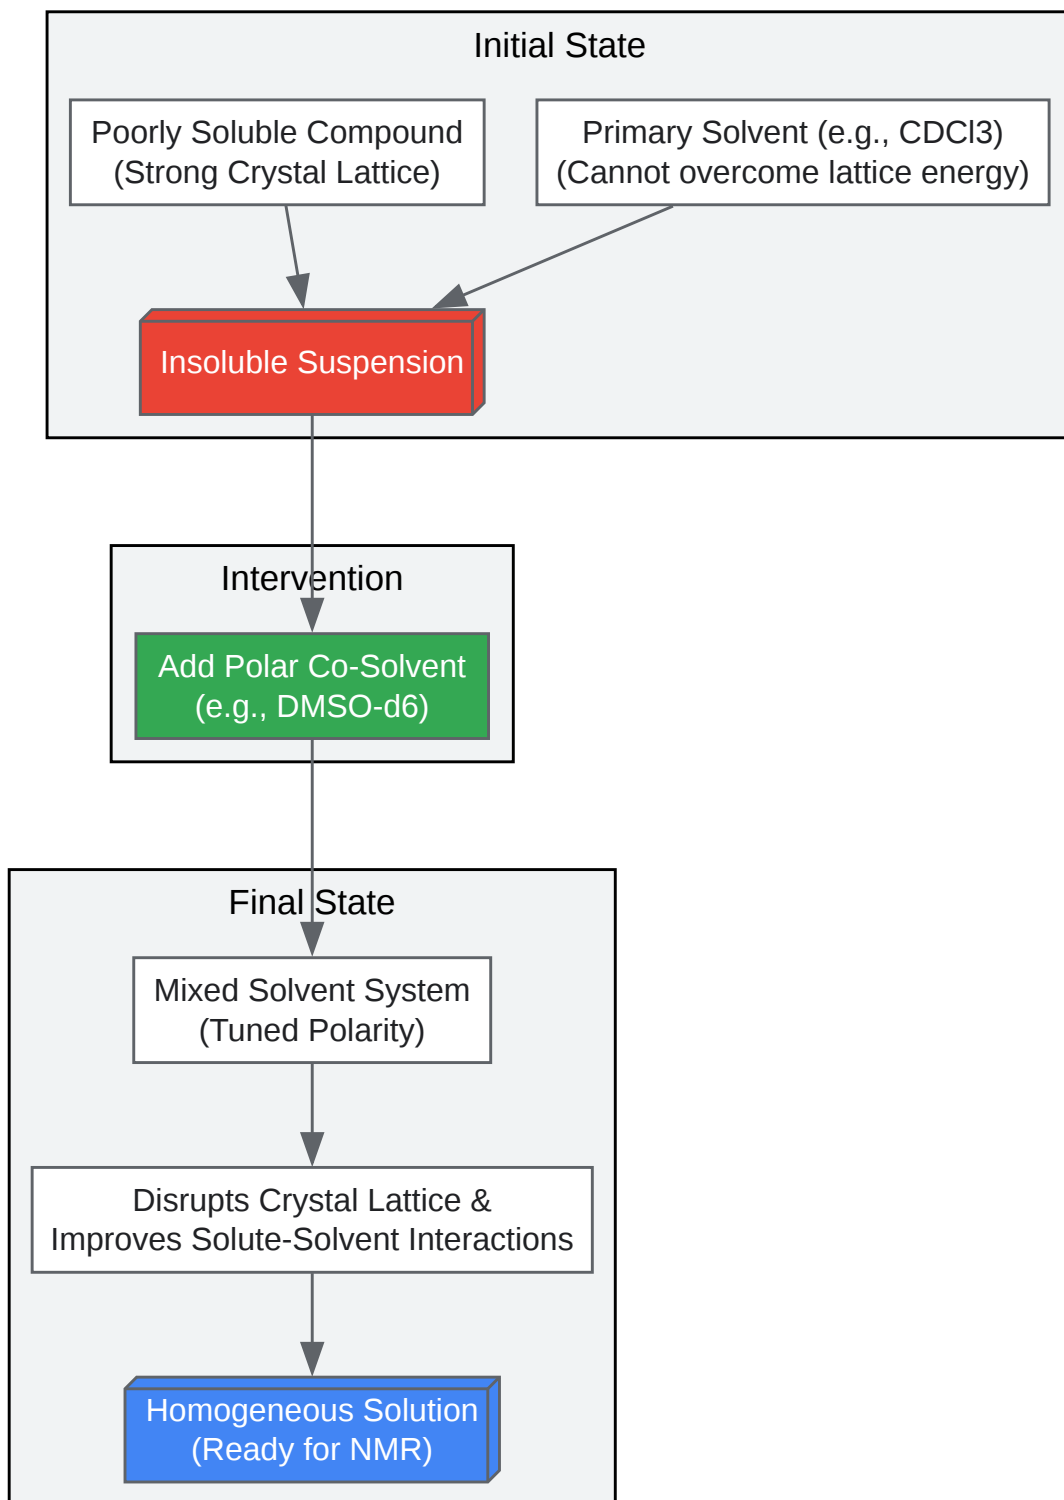 Initial State
Poorly Soluble Compound
(Strong Crystal Lattice)
Primary Solvent (e.g., CDCl3)
(Cannot overcome lattice energy)
Insoluble Suspension
Intervention
Add Polar Co-Solvent
(e.g., DMSO-d6)
Final State
Mixed Solvent System
(Tuned Polarity)
Disrupts Crystal Lattice &
Improves Solute-Solvent Interactions
Homogeneous Solution
(Ready for NMR)